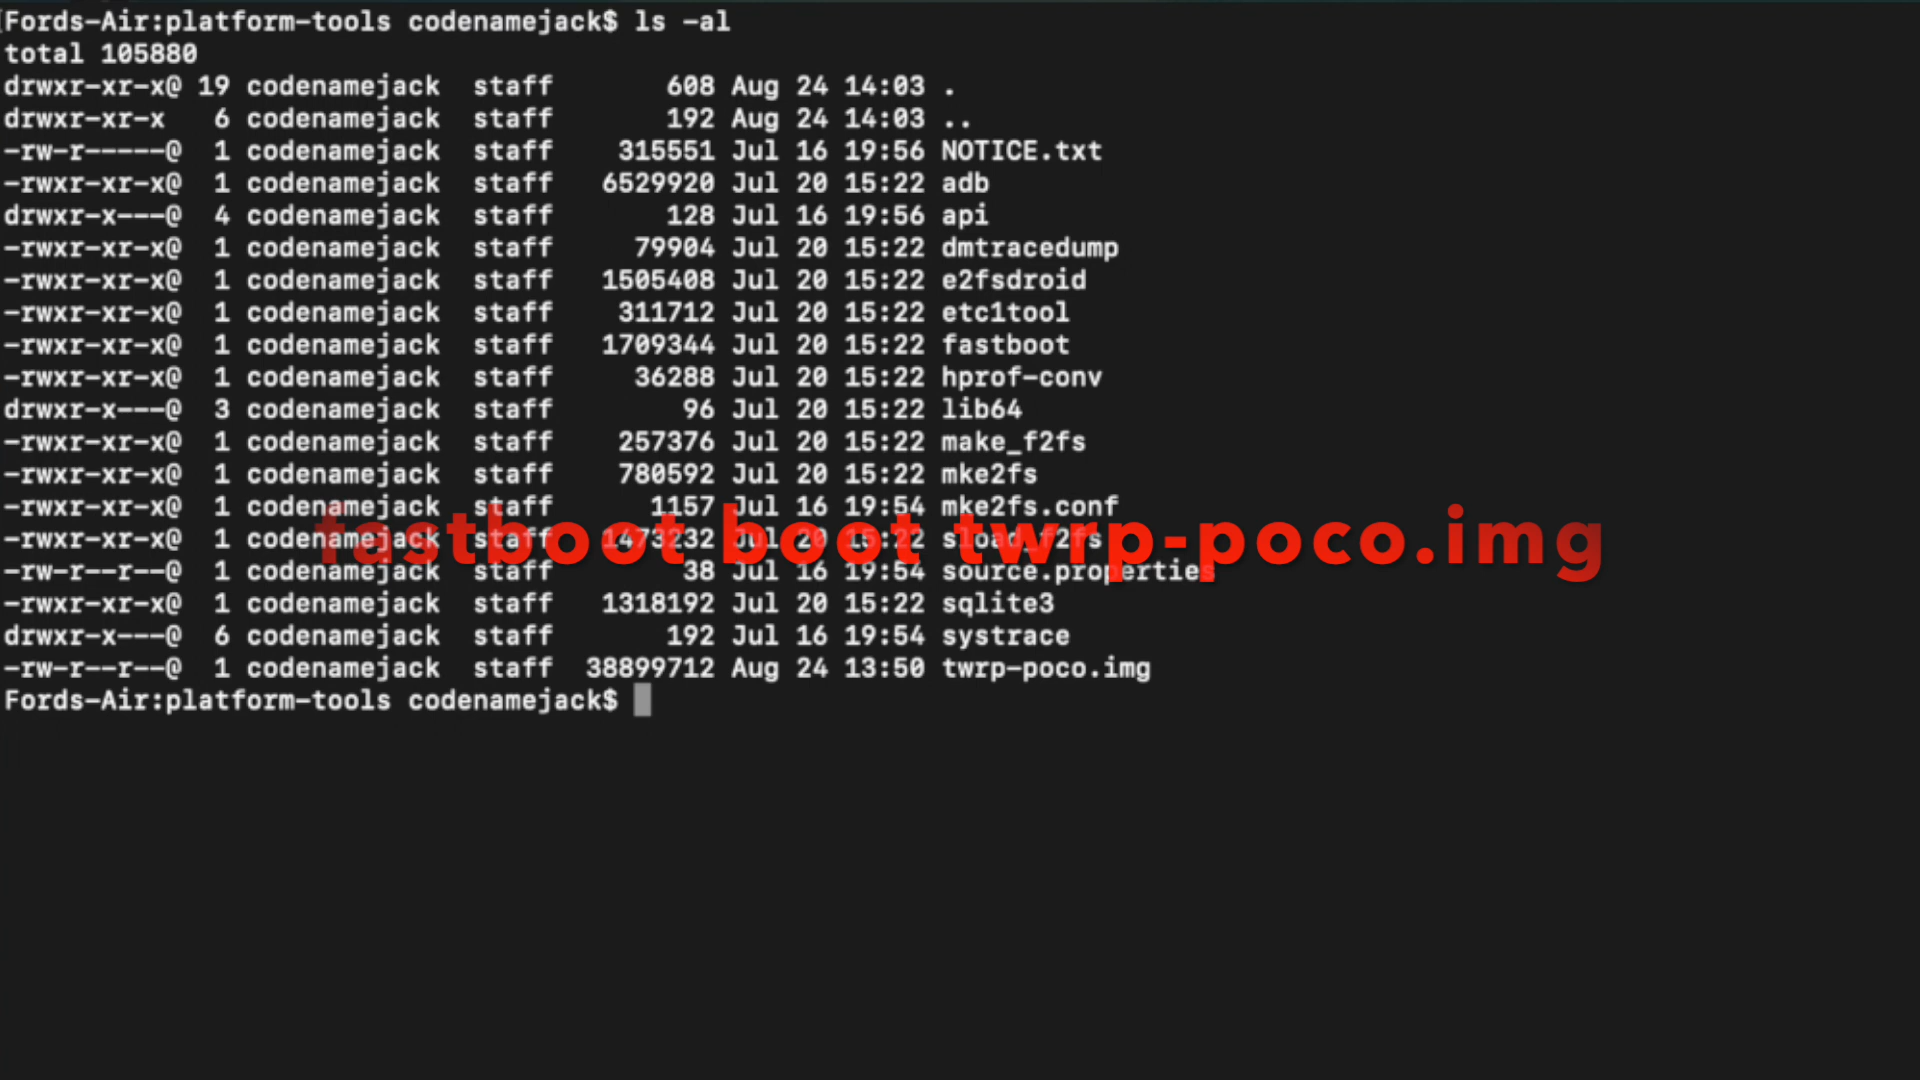 Fords-Air:platform-tools codenamejack$ ls -al
total 105880
drwxr-xr-x@ 19 codenamejack  staff       608 Aug 24 14:03 .
drwxr-xr-x   6 codenamejack  staff       192 Aug 24 14:03 ..
-rw-r-----@  1 codenamejack  staff    315551 Jul 16 19:56 NOTICE.txt
-rwxr-xr-x@  1 codenamejack  staff   6529920 Jul 20 15:22 adb
drwxr-x---@  4 codenamejack  staff       128 Jul 16 19:56 api
-rwxr-xr-x@  1 codenamejack  staff     79904 Jul 20 15:22 dmtracedump
-rwxr-xr-x@  1 codenamejack  staff   1505408 Jul 20 15:22 e2fsdroid
-rwxr-xr-x@  1 codenamejack  staff    311712 Jul 20 15:22 etc1tool
-rwxr-xr-x@  1 codenamejack  staff   1709344 Jul 20 15:22 fastboot
-rwxr-xr-x@  1 codenamejack  staff     36288 Jul 20 15:22 hprof-conv
drwxr-x---@  3 codenamejack  staff        96 Jul 20 15:22 lib64
-rwxr-xr-x@  1 codenamejack  staff    257376 Jul 20 15:22 make_f2fs
-rwxr-xr-x@  1 codenamejack  staff    780592 Jul 20 15:22 mke2fs
-rwxr-xr-x@  1 codenamejack  staff      1157 Jul 16 19:54 mke2fs.conf
fastboot boot twrp-poco.img
-rwxr-xr-x@  1 codenamejack  staff   1473232 Jul 20 15:22 sload_f2fs
-rw-r--r--@  1 codenamejack  staff        38 Jul 16 19:54 source.properties
-rwxr-xr-x@  1 codenamejack  staff   1318192 Jul 20 15:22 sqlite3
drwxr-x---@  6 codenamejack  staff       192 Jul 16 19:54 systrace
-rw-r--r--@  1 codenamejack  staff  38899712 Aug 24 13:50 twrp-poco.img
Fords-Air:platform-tools codenamejack$